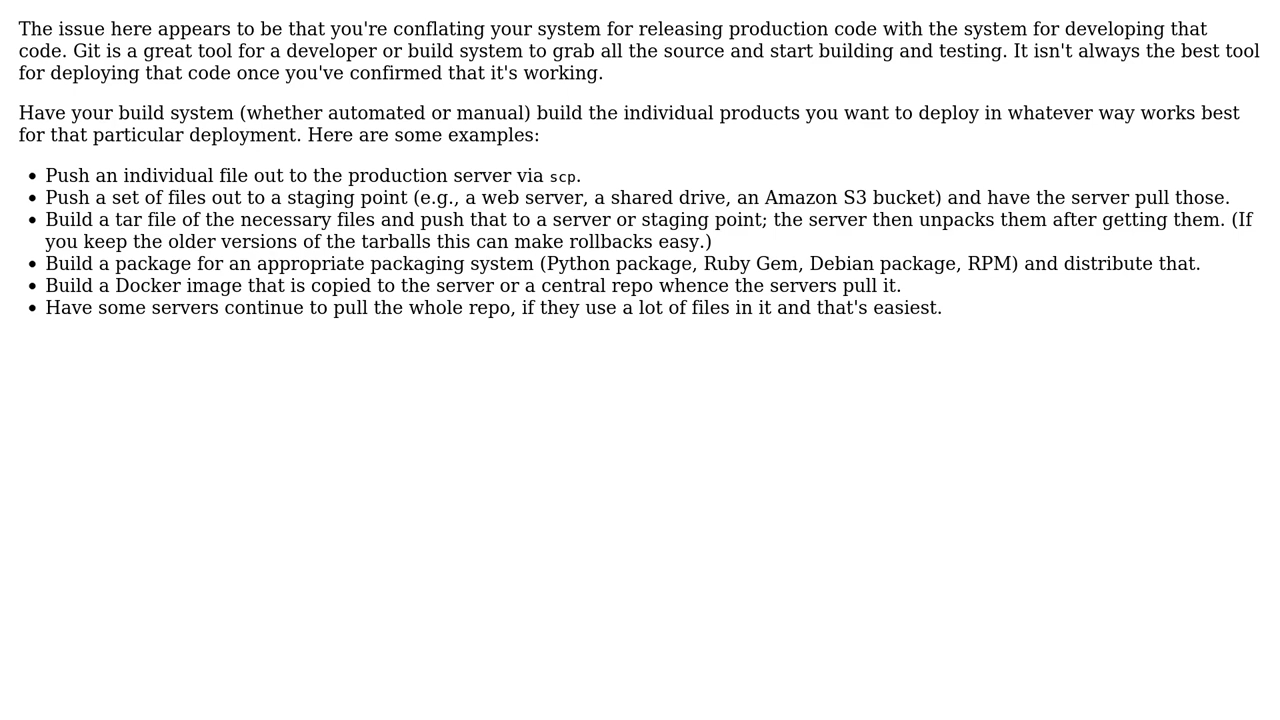 The issue here appears to be that you're conflating your system for releasing production code with the system for developing that
code. Git is a great tool for a developer or build system to grab all the source and start building and testing. It isn't always the best tool
for deploying that code once you've confirmed that it's working.
Have your build system (whether automated or manual) build the individual products you want to deploy in whatever way works best
for that particular deployment. Here are some examples:
• Push an individual file out to the production server via scp.
• Push a set of files out to a staging point (e.g., a web server, a shared drive, an Amazon S3 bucket) and have the server pull those.
• Build a tar file of the necessary files and push that to a server or staging point; the server then unpacks them after getting them. (If
you keep the older versions of the tarballs this can make rollbacks easy.)
• Build a package for an appropriate packaging system (Python package, Ruby Gem, Debian package, RPM) and distribute that.
• Build a Docker image that is copied to the server or a central repo whence the servers pull it.
• Have some servers continue to pull the whole repo, if they use a lot of files in it and that's easiest.